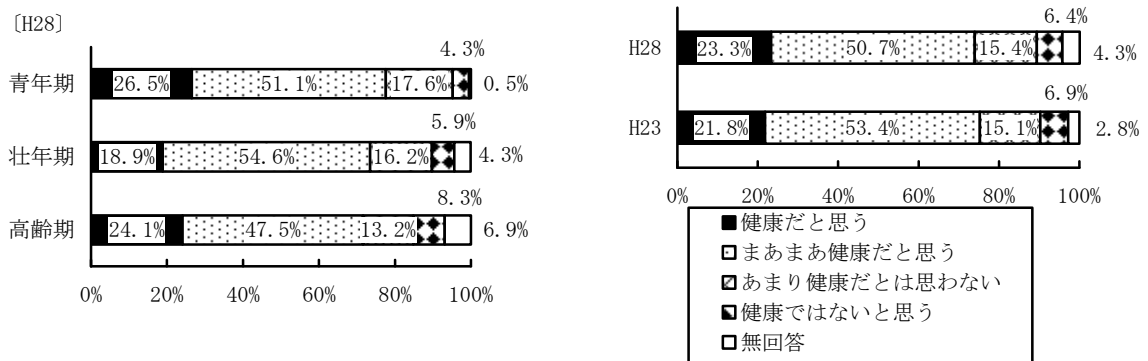 〔H28〕
4.3%
青年期 26.5% 51.1% 17.6% 0.5%
5.9%
壮年期 18.9% 54.6% 16.2% 4.3%
8.3%
高齢期 24.1% 47.5% 13.2% 6.9%
0% 20% 40% 60% 80% 100%
6.4%
H28 23.3% 50.7% 15.4% 4.3%
6.9%
H23 21.8% 53.4% 15.1% 2.8%
0% 20% 40% 60% 80% 100%
健康だと思う
まあまあ健康だと思う
あまり健康だとは思わない
健康ではないと思う
無回答